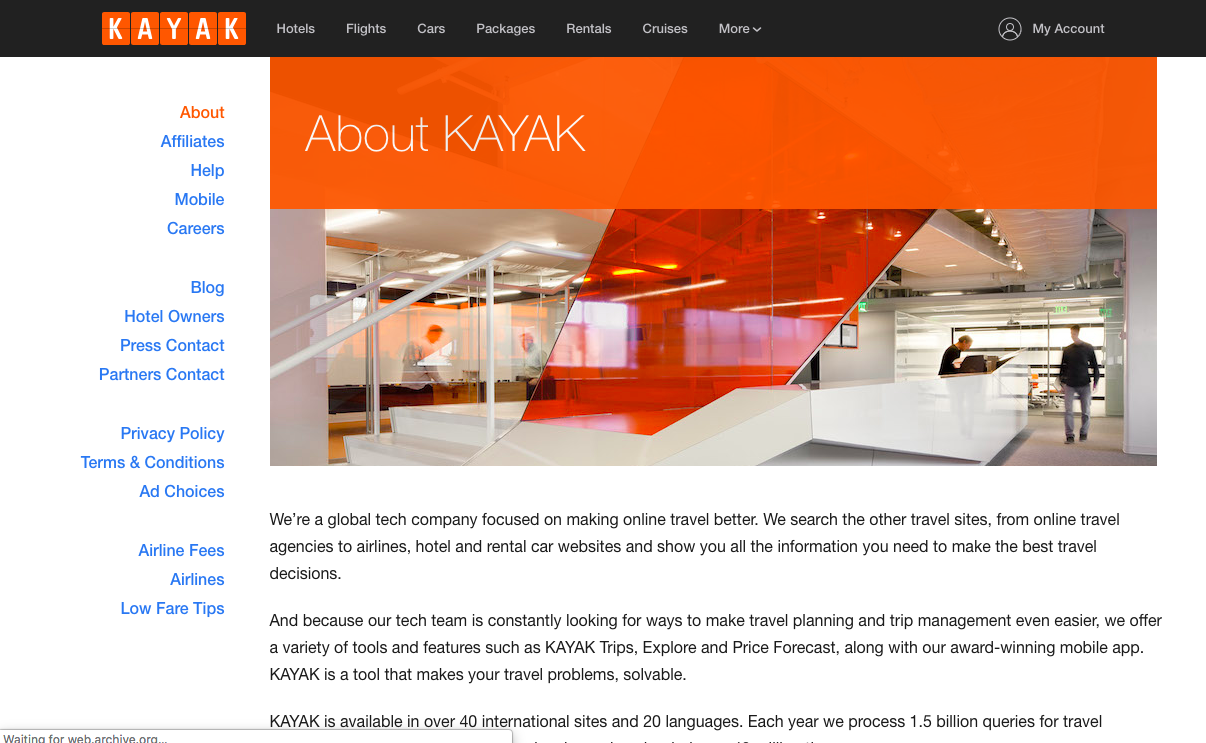 KAYAK
Hotels
Flights
Cars
Packages
Rentals
Cruises
More
My Account
About
Affiliates
Help
Mobile
Careers
Blog
Hotel Owners
Press Contact
Partners Contact
Privacy Policy
Terms & Conditions
Ad Choices
Airline Fees
Airlines
Low Fare Tips
About KAYAK
We’re a global tech company focused on making online travel better. We search the other travel sites, from online travel
agencies to airlines, hotel and rental car websites and show you all the information you need to make the best travel
decisions.
And because our tech team is constantly looking for ways to make travel planning and trip management even easier, we offer
a variety of tools and features such as KAYAK Trips, Explore and Price Forecast, along with our award-winning mobile app.
KAYAK is a tool that makes your travel problems, solvable.
KAYAK is available in over 40 international sites and 20 languages. Each year we process 1.5 billion queries for travel
Waiting for web.archive.org...